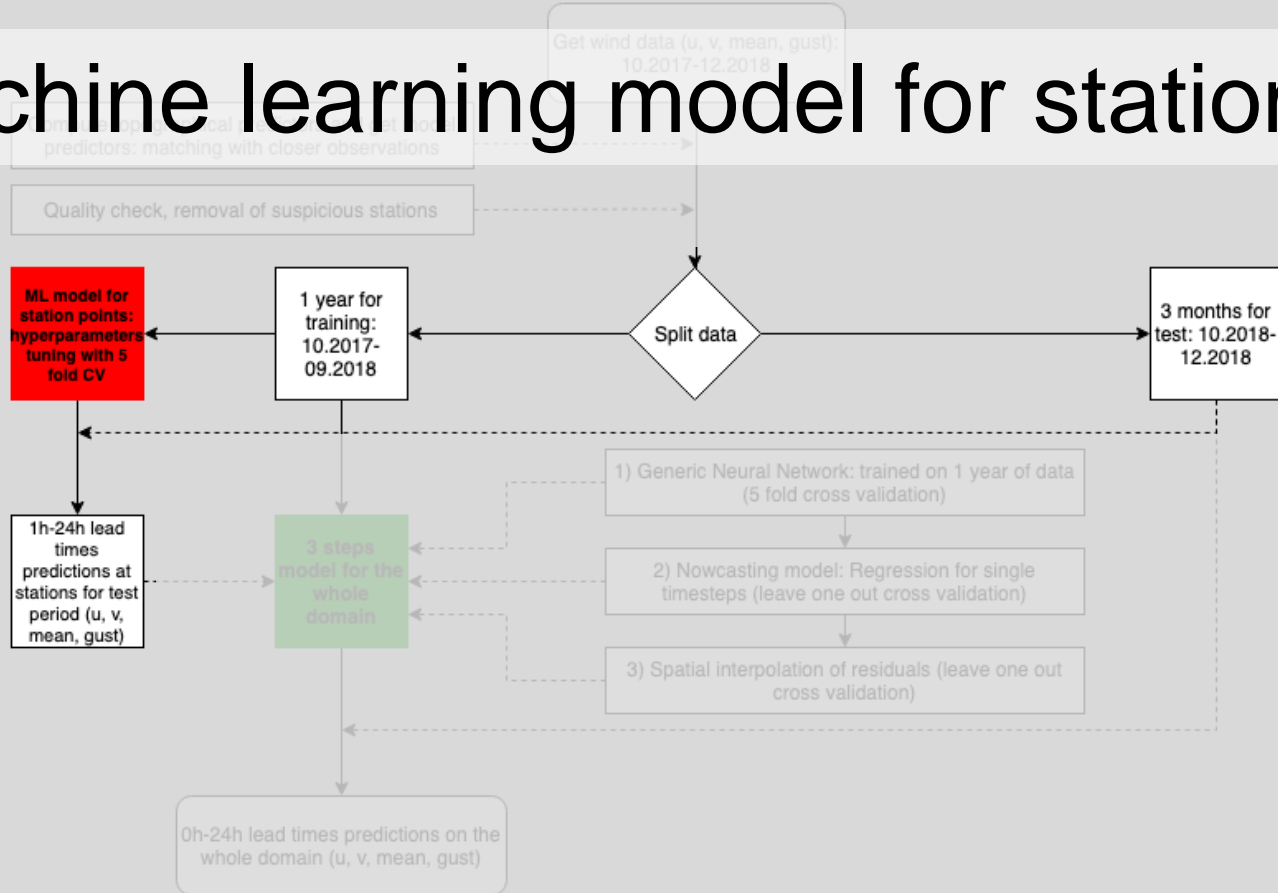 Get wind data (u, v, mean, gust):
10.2017-12.2018
chine learning model for station
predictors: matching with closer observations
Quality check, removal of suspicious stations
ML model for
station points:
hyperparameters
tuning with 5
fold CV
1 year for
training:
10.2017-
09.2018
Split data
3 months for
test: 10.2018-
12.2018
1) Generic Neural Network: trained on 1 year of data
(5 fold cross validation)
1h-24h lead
times
predictions at
stations for test
period (u, v,
mean, gust)
3 steps
model for the
whole
domain
2) Nowcasting model: Regression for single
timesteps (leave one out cross validation)
3) Spatial interpolation of residuals (leave one out
cross validation)
0h-24h lead times predictions on the
whole domain (u, v, mean, gust)